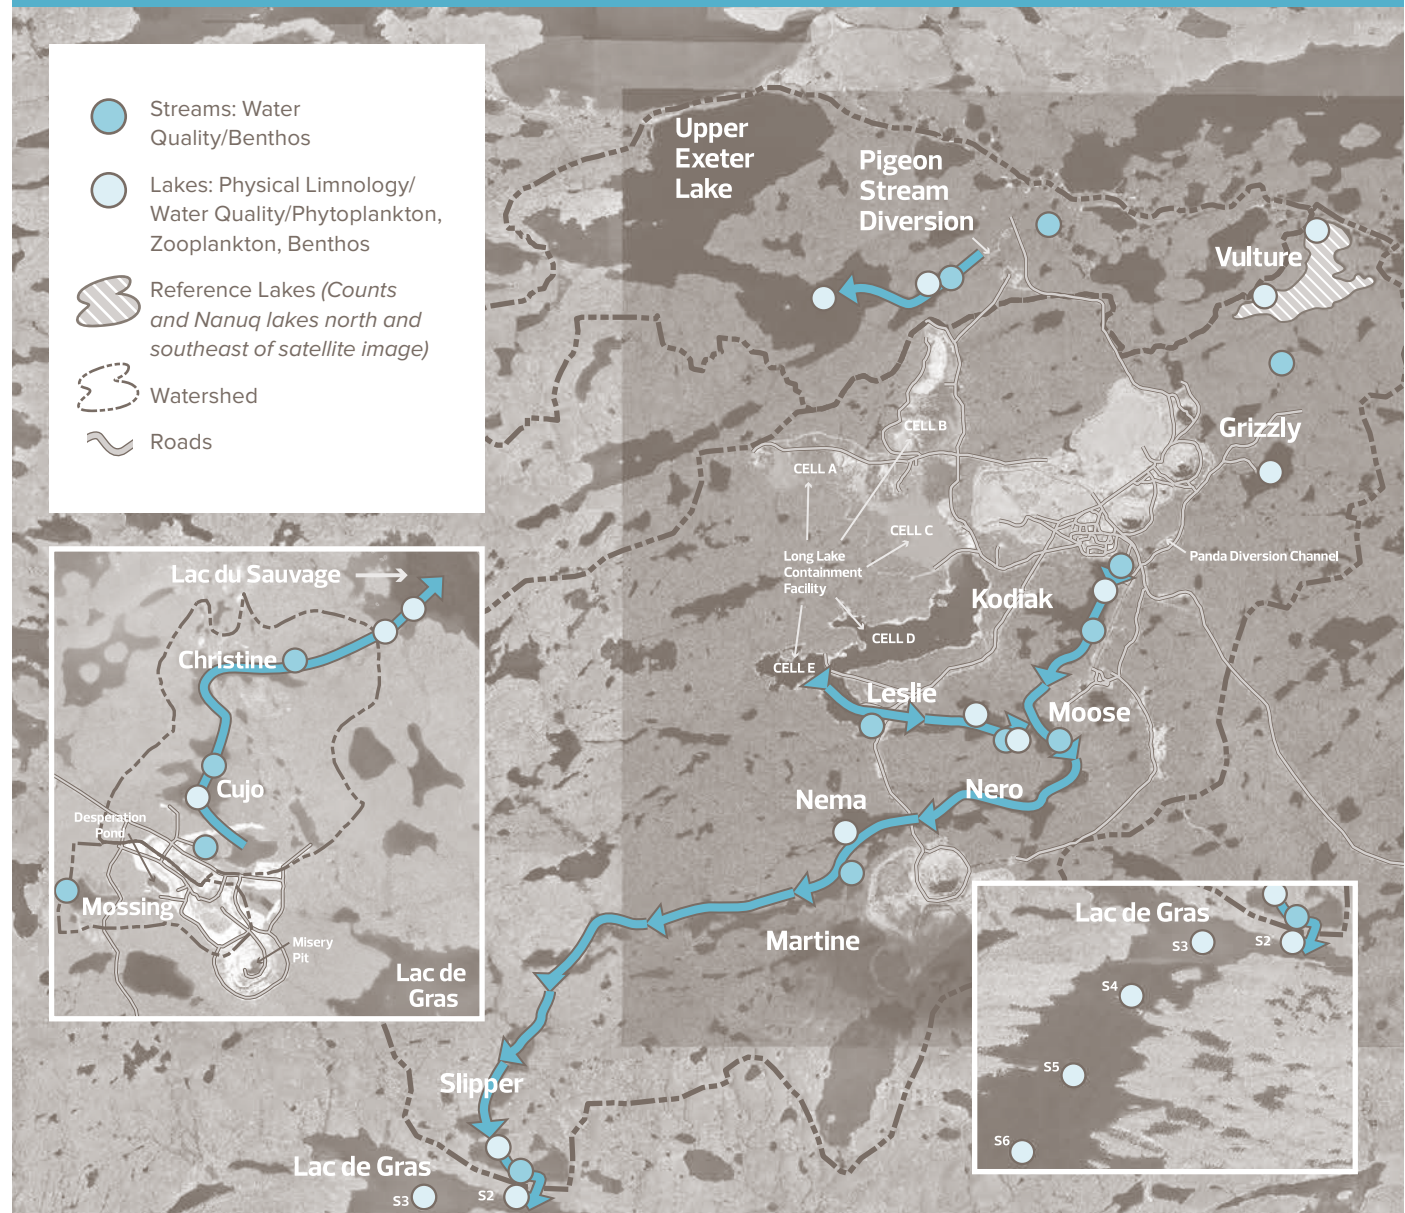 Streams: Water
Quality/Benthos
Lakes: Physical Limnology/
Water Quality/Phytoplankton,
Zooplankton, Benthos
Reference Lakes (Counts
and Nanuq lakes north and
southeast of satellite image)
Watershed
Roads
Upper
Exeter
Lake
Pigeon
Stream
Diversion
Vulture
Grizzly
CELL B
CELL A
CELL C
Long Lake
Containment
Facility
Panda Diversion Channel
Kodiak
CELL D
CELL E
Leslie
Moose
Nero
Nema
Martine
Slipper
Lac de Gras
S3
S2
Lac du Sauvage
Christine
Cujo
Desperation
Pond
Mossing
Misery
Pit
Lac de
Gras
Lac de Gras
S3
S2
S4
S5
S6